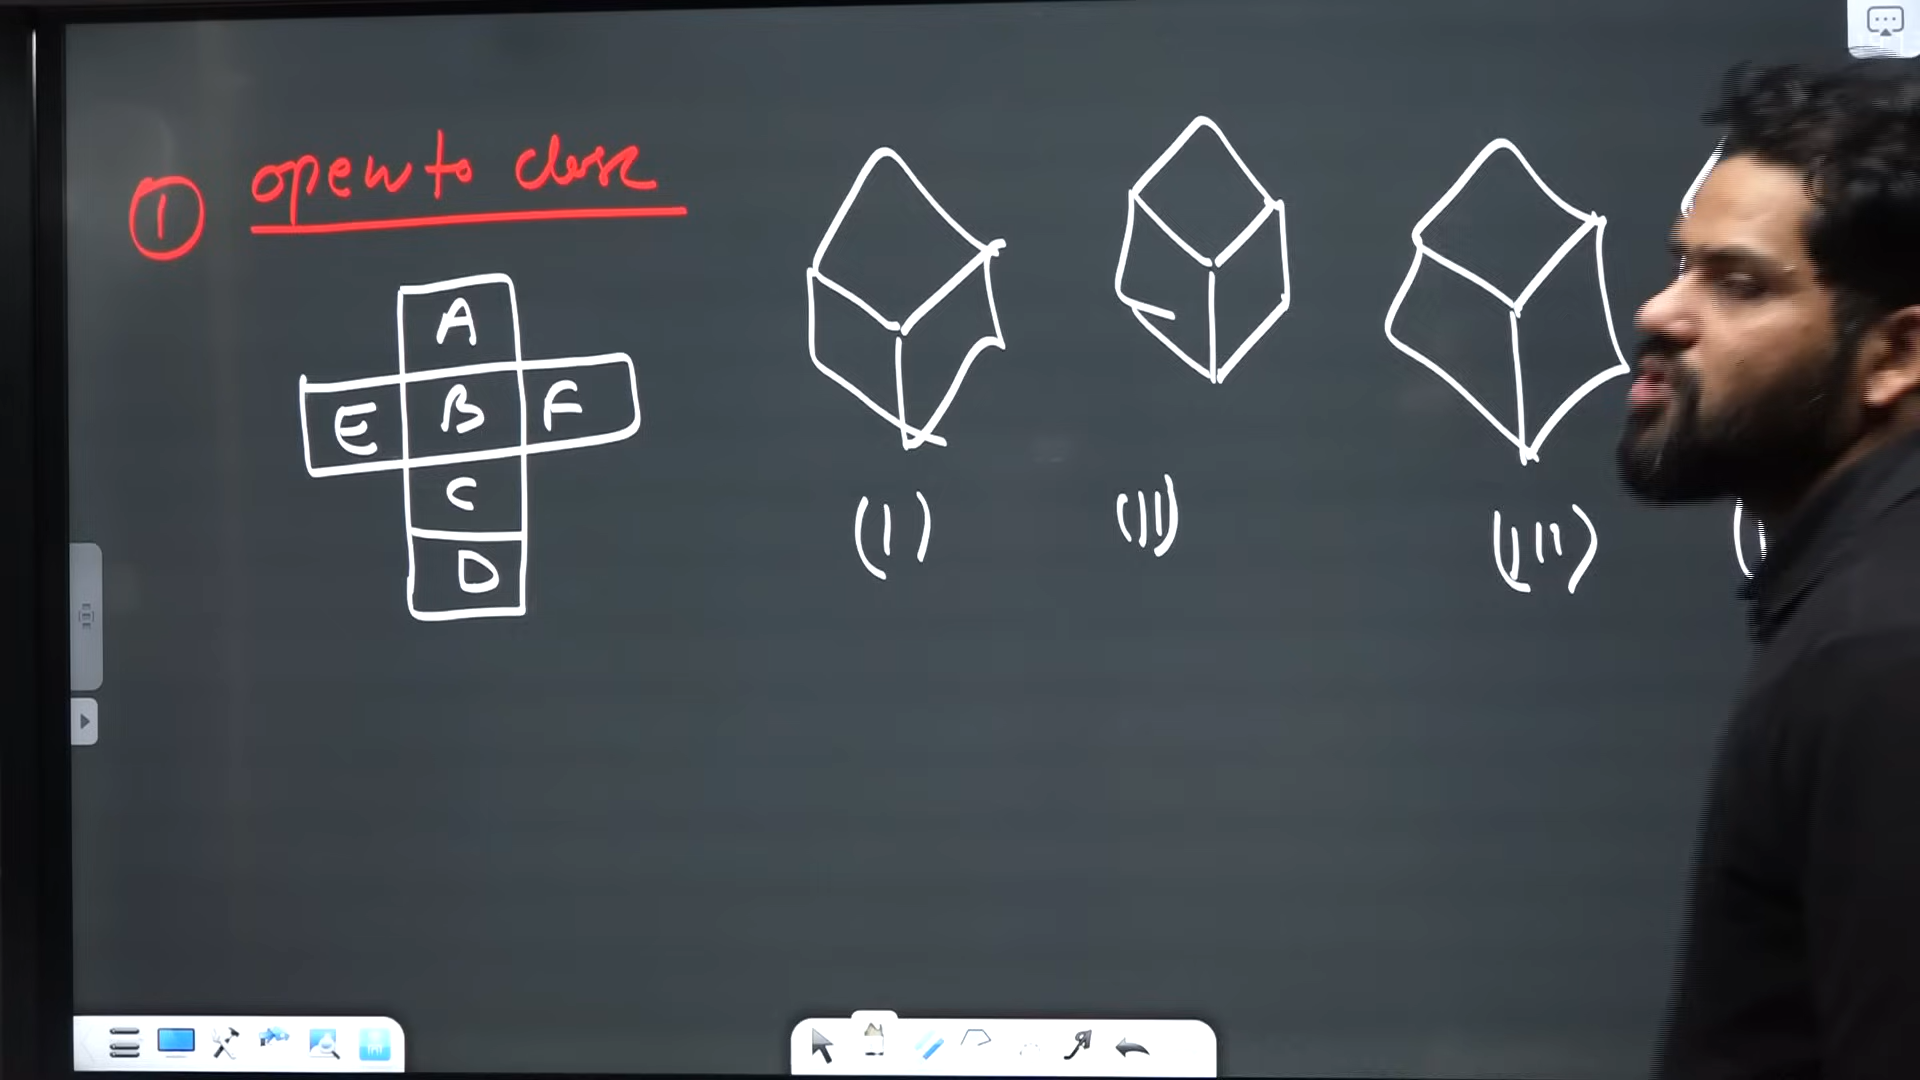 ① open to close
A
E B F
C
D
(I) (II) (III)